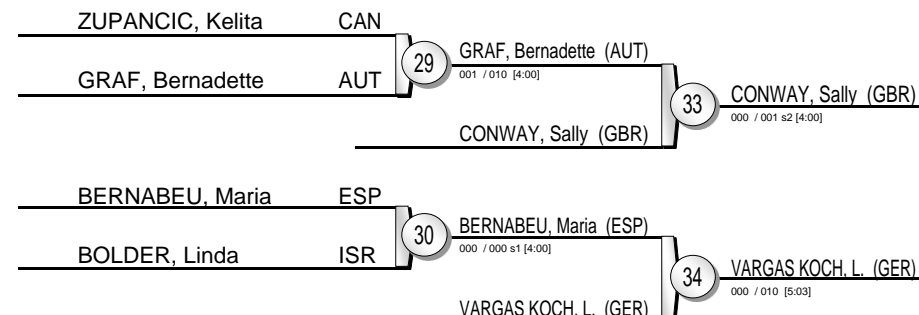 ZUPANCIC, Kelita CAN
GRAF, Bernadette AUT
29
GRAF, Bernadette (AUT)
001 / 010 [4:00]
CONWAY, Sally (GBR)
33
CONWAY, Sally (GBR)
000 / 001 s2 [4:00]
BERNABEU, Maria ESP
BOLDER, Linda ISR
30
BERNABEU, Maria (ESP)
000 / 000 s1 [4:00]
VARGAS KOCH, L. (GER)
34
VARGAS KOCH, L. (GER)
000 / 010 [5:03]